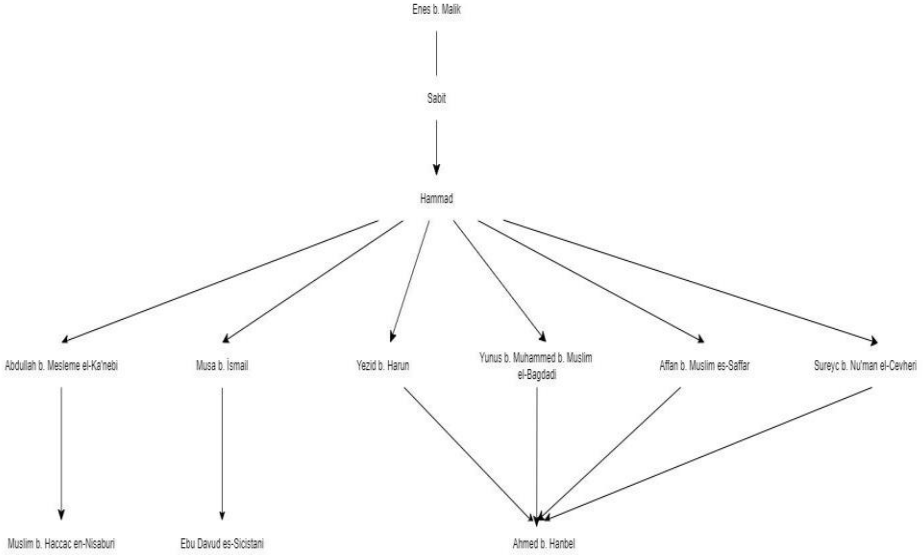 Enes b. Malik
Sabit
Hammad
Abdullah b. Mesleme el-Ka'nebi
Musa b. İsmail
Yezid b. Harun
Yunus b. Muhammed b. Muslim
el-Bagdadi
Affan b. Muslim es-Saffar
Sureyc b. Nu'man el-Cevheri
Muslim b. Haccac en-Nisaburi
Ebu Davud es-Sicistani
Ahmed b. Hanbel